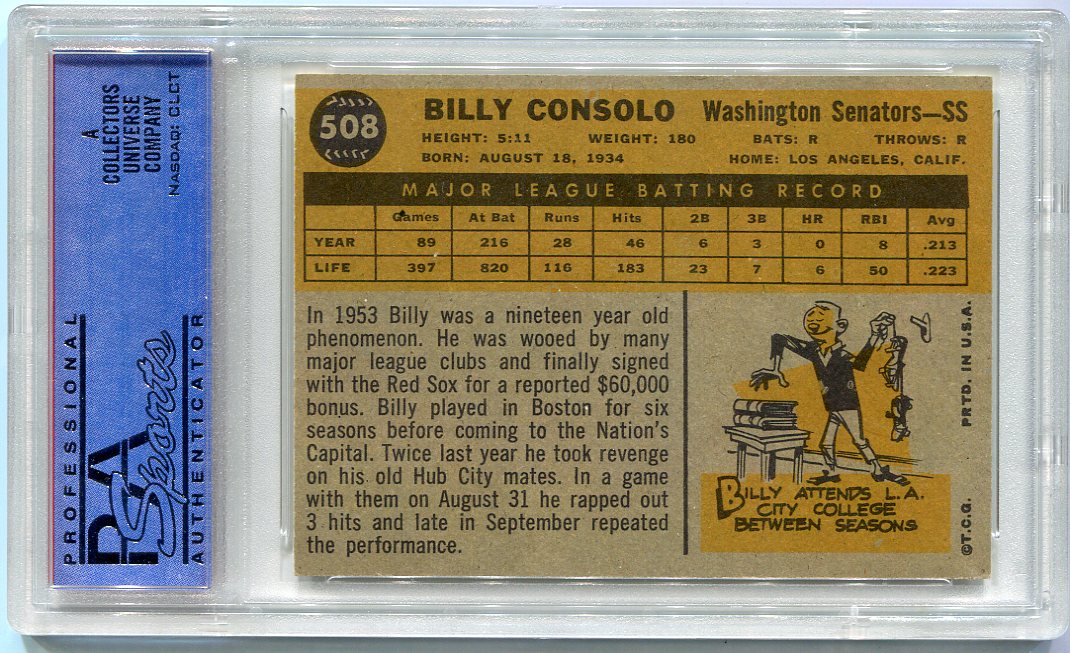 A
COLLECTORS
UNIVERSE
COMPANY
NASDAQ: CLCT
PROFESSIONAL
PSA
Sports
AUTHENTICATOR
508
BILLY CONSOLO Washington Senators—SS
HEIGHT: 5:11 WEIGHT: 180 BATS: R THROWS: R
BORN: AUGUST 18, 1934 HOME: LOS ANGELES, CALIF.
MAJOR LEAGUE BATTING RECORD
Games At Bat Runs Hits 2B 3B HR RBI Avg
YEAR 89 216 28 46 6 3 0 8 .213
LIFE 397 820 116 183 23 7 6 50 .223
In 1953 Billy was a nineteen year old
phenomenon. He was wooed by many
major league clubs and finally signed
with the Red Sox for a reported $60,000
bonus. Billy played in Boston for six
seasons before coming to the Nation's
Capital. Twice last year he took revenge
on his old Hub City mates. In a game
with them on August 31 he rapped out
3 hits and late in September repeated
the performance.
BILLY ATTENDS L.A.
CITY COLLEGE
BETWEEN SEASONS
©T.C.G. PRTD. IN U.S.A.